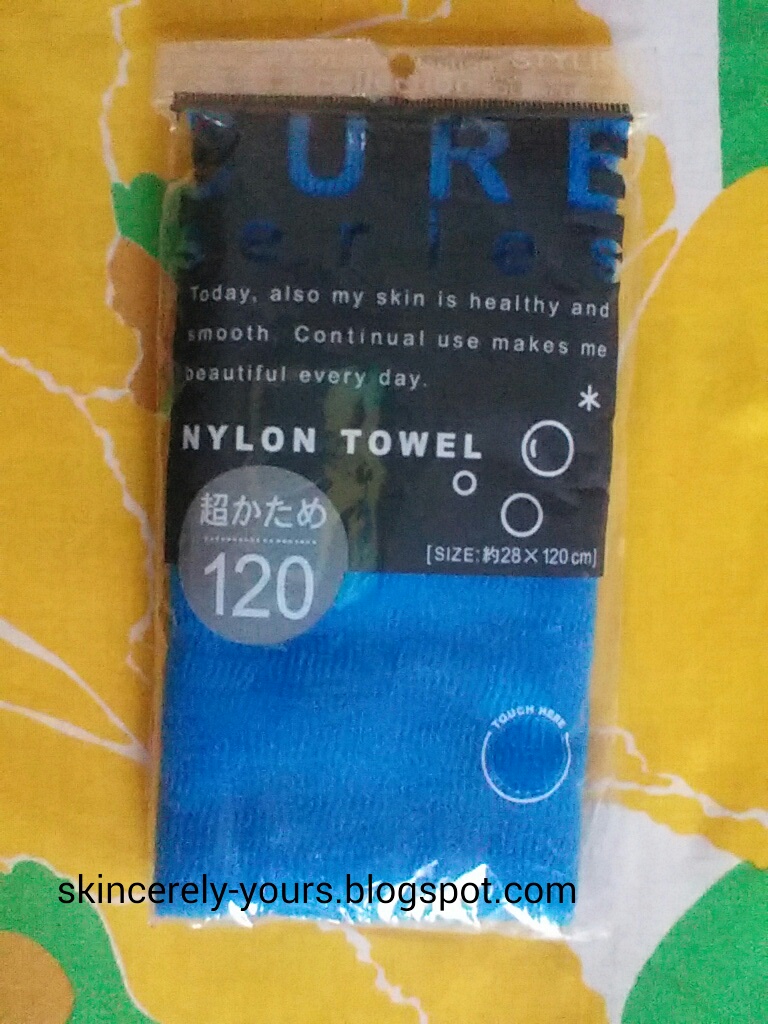 CURE
series
Today, also my skin is healthy and
smooth. Continual use makes me
beautiful every day.
*
NYLON TOWEL
超かため
120
[SIZE:約28×120cm]
TOUCH HERE
skincerely-yours.blogspot.com